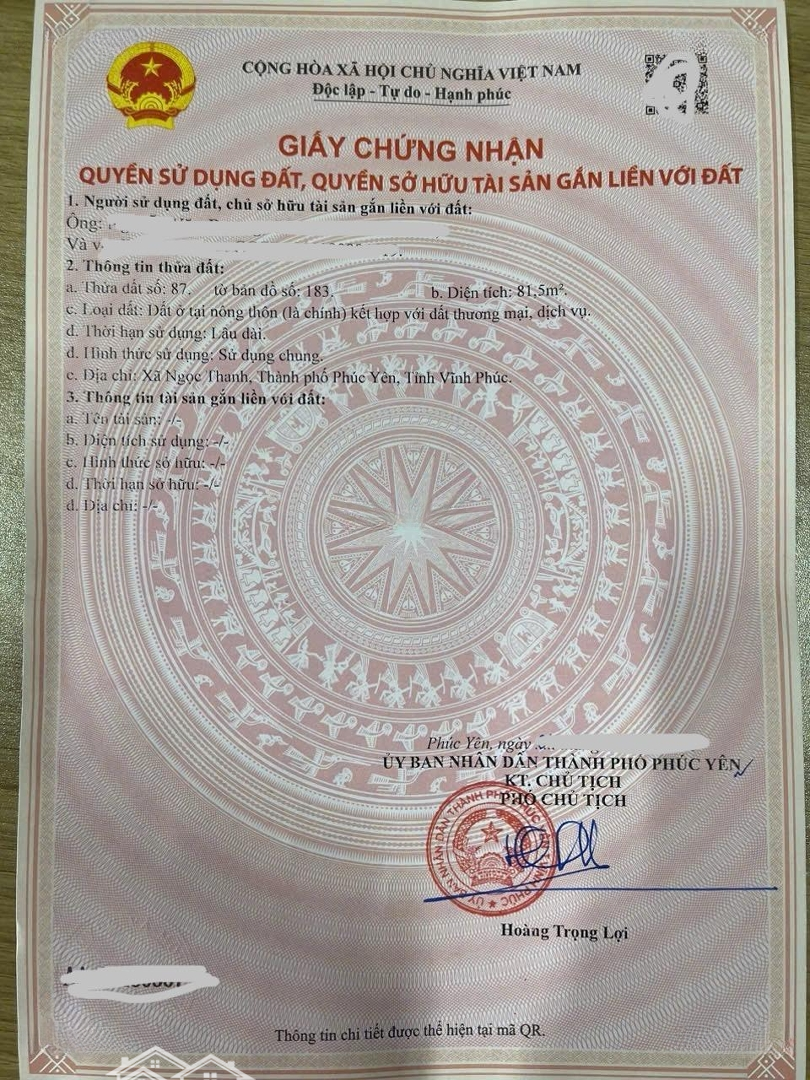 CỘNG HÒA XÃ HỘI CHỦ NGHĨA VIỆT NAM
Độc lập - Tự do - Hạnh phúc
GIẤY CHỨNG NHẬN
QUYỀN SỬ DỤNG ĐẤT, QUYỀN SỞ HỮU TÀI SẢN GẮN LIỀN VỚI ĐẤT
1. Người sử dụng đất, chủ sở hữu tài sản gắn liền với đất:
Ông:
Và
2. Thông tin thửa đất:
a. Thửa đất số: 87. tờ bản đồ số: 183. b. Diện tích: 81,5m².
c. Loại đất: Đất ở tại nông thôn (là chính) kết hợp với đất thương mại, dịch vụ.
d. Thời hạn sử dụng: Lâu dài.
đ. Hình thức sử dụng: Sử dụng chung.
e. Địa chỉ: Xã Ngọc Thanh, Thành phố Phúc Yên, Tỉnh Vĩnh Phúc.
3. Thông tin tài sản gắn liền với đất:
a. Tên tài sản: -/-
b. Diện tích sử dụng: -/-
c. Hình thức sở hữu: -/-
d. Thời hạn sở hữu: -/-
đ. Địa chỉ: -/-
Phúc Yên, ngày
ỦY BAN NHÂN DÂN THÀNH PHỐ PHÚC YÊN
KT. CHỦ TỊCH
PHÓ CHỦ TỊCH
Hoàng Trọng Lợi
Thông tin chi tiết được thể hiện tại mã QR.